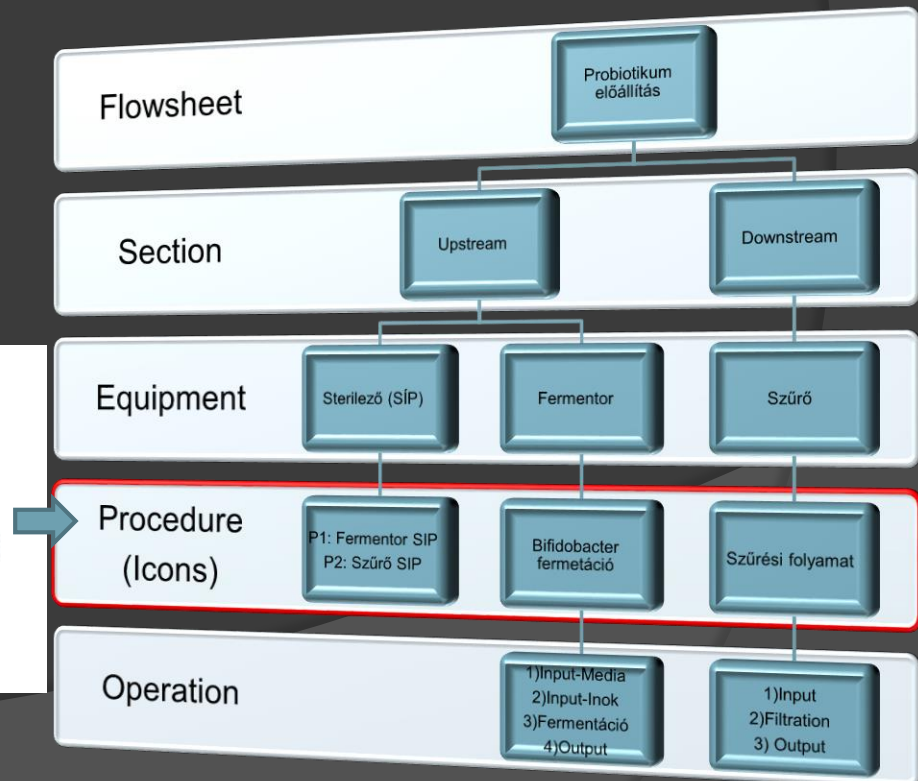 Flowsheet
Probiotikum
előállítás
Section
Upstream
Downstream
Equipment
Sterilező (SÍP)
Fermentor
Szűrő
Procedure
(Icons)
P1: Fermentor SIP
P2: Szűrő SIP
Bifidobacter
fermetáció
Szűrési folyamat
Operation
1)Input-Media
2)Input-Inok
3)Fermentáció
4)Output
1)Input
2)Filtration
3) Output